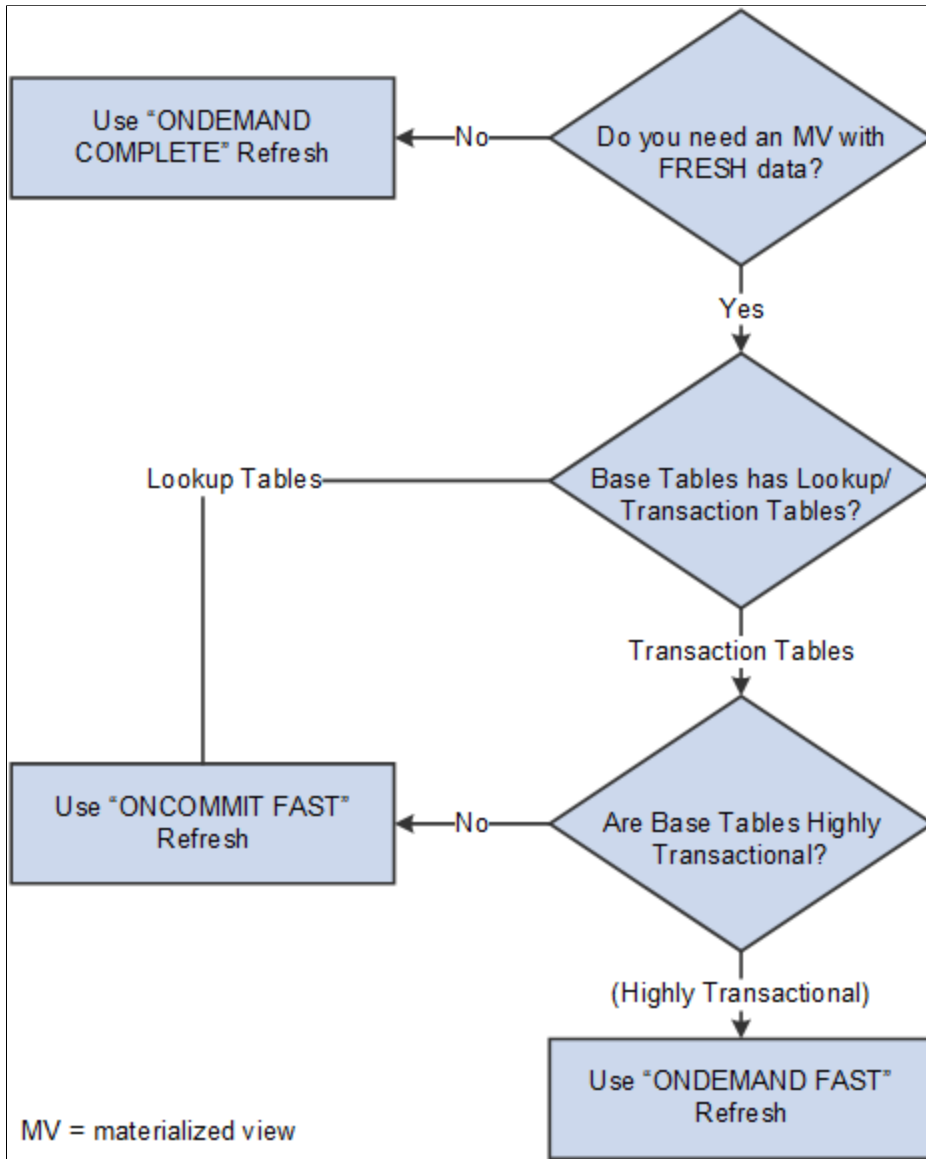 Do you need an MV with
FRESH data?
No
Use “ONDEMAND
COMPLETE” Refresh
Yes
Base Tables has Lookup/
Transaction Tables?
Lookup Tables
Transaction Tables
Are Base Tables Highly
Transactional?
No
Use “ONCOMMIT FAST”
Refresh
(Highly Transactional)
Use “ONDEMAND FAST”
Refresh
MV = materialized view